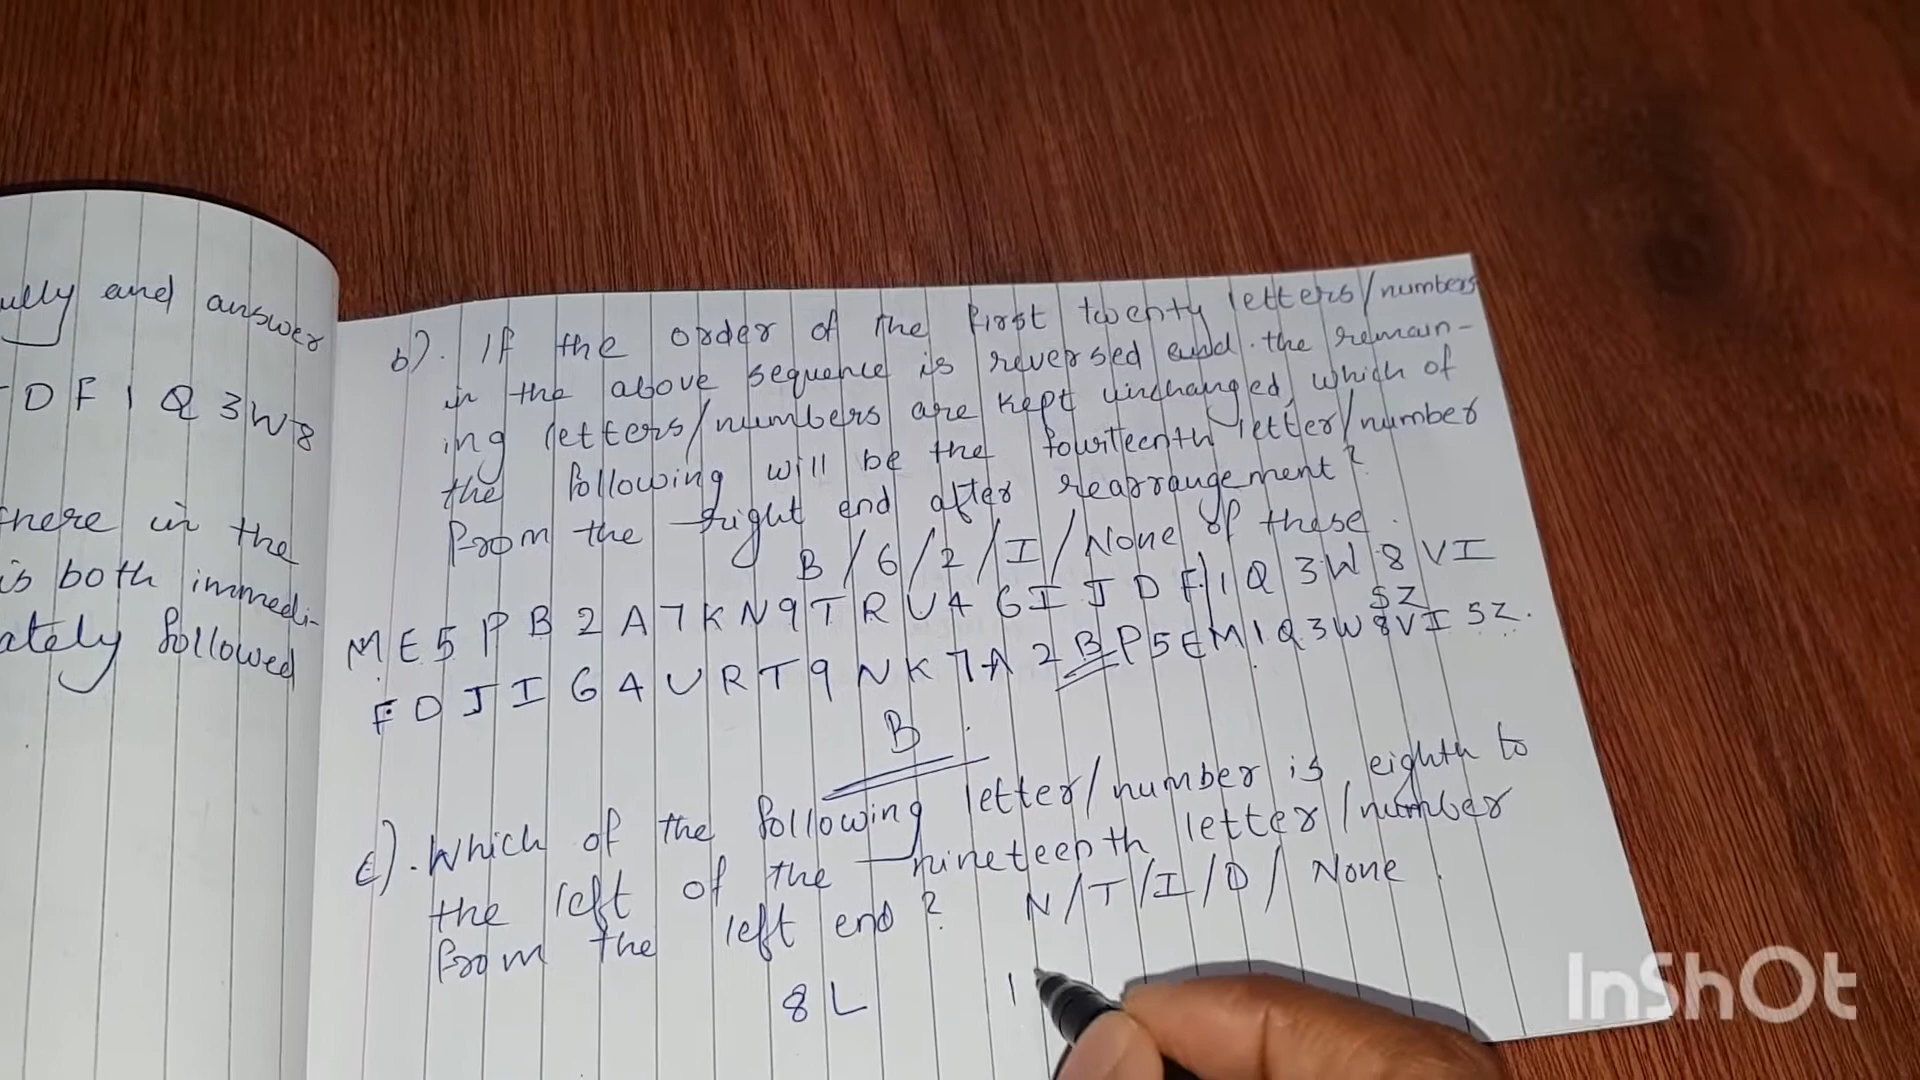 ully and answer
D F 1 Q 3 W 8
there in the
is both immedi-
ately followed
b). If the order of the first twenty letters/numbers
in the above sequence is reversed and the remain-
ing letters/numbers are kept unchanged, which of
the following will be the fourteenth letter/number
from the right end after rearrangement?
B/6/2/I/None of these.
M E 5 P B 2 A 7 K N 9 T R U 4 6 I J D F/1 Q 3 W 8 V I
S Z
F D J I 6 4 U R T 9 N K 7 A 2 B P 5 E M 1 Q 3 W 8 V I S Z.
B
c). Which of the following letter/number is eighth to
the left of the nineteenth letter/number
from the left end? N/T/I/D/None.
8 L 1
InShOt